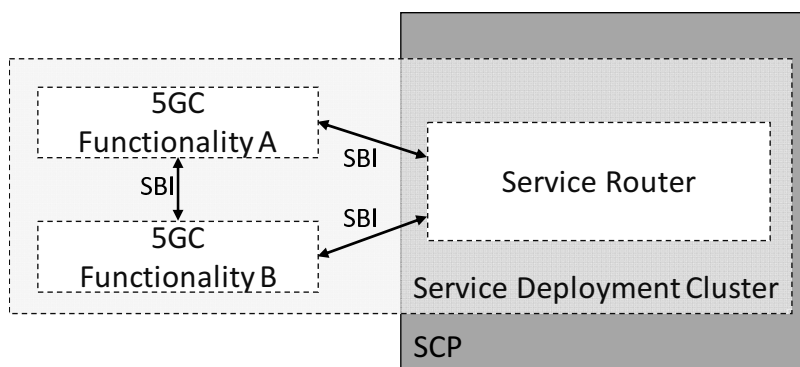 5GC
Functionality A
SBI
SBI
Service Router
SBI
5GC
Functionality B
Service Deployment Cluster
SCP